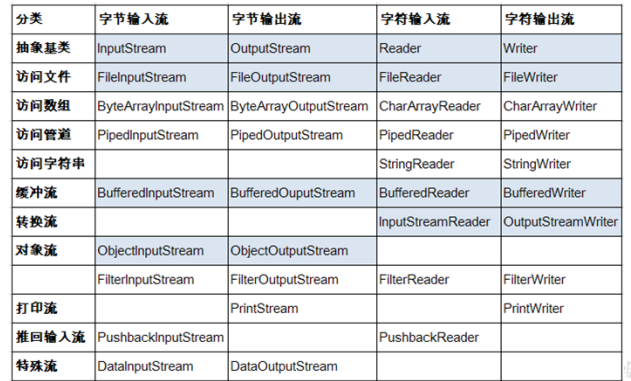 分类 字节输入流 字节输出流 字符输入流 字符输出流
抽象基类 InputStream OutputStream Reader Writer
访问文件 FileInputStream FileOutputStream FileReader FileWriter
访问数组 ByteArrayInputStream ByteArrayOutputStream CharArrayReader CharArrayWriter
访问管道 PipedInputStream PipedOutputStream PipedReader PipedWriter
访问字符串 StringReader StringWriter
缓冲流 BufferedInputStream BufferedOuputStream BufferedReader BufferedWriter
转换流 InputStreamReader OutputStreamWriter
对象流 ObjectInputStream ObjectOutputStream
FilterInputStream FilterOutputStream FilterReader FilterWriter
打印流 PrintStream PrintWriter
推回输入流 PushbackInputStream PushbackReader
特殊流 DataInputStream DataOutputStream